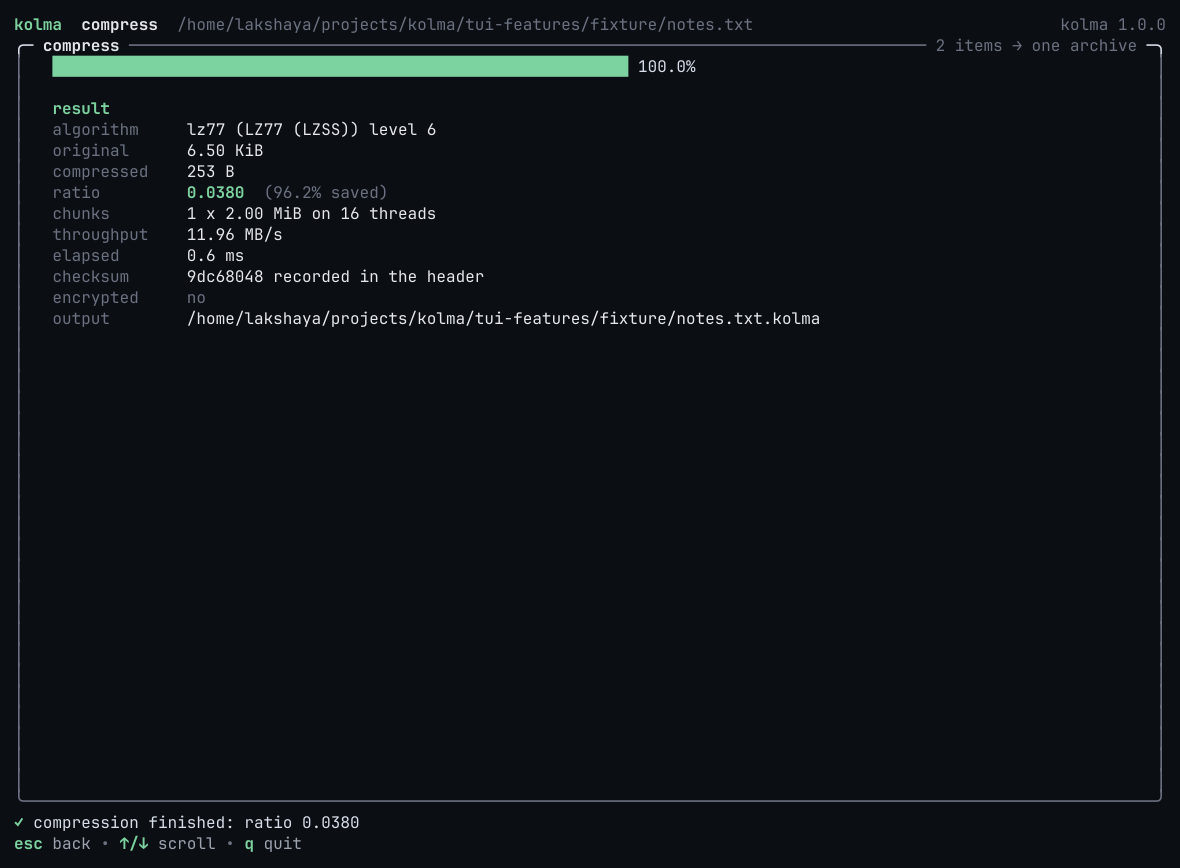 kolma compress /home/lakshaya/projects/kolma/tui-features/fixture/notes.txt kolma 1.0.0
compress 2 items → one archive
100.0%
result
algorithm lz77 (LZ77 (LZSS)) level 6
original 6.50 KiB
compressed 253 B
ratio 0.0380 (96.2% saved)
chunks 1 x 2.00 MiB on 16 threads
throughput 11.96 MB/s
elapsed 0.6 ms
checksum 9dc68048 recorded in the header
encrypted no
output /home/lakshaya/projects/kolma/tui-features/fixture/notes.txt.kolma
✓ compression finished: ratio 0.0380
esc back • ↑/↓ scroll • q quit